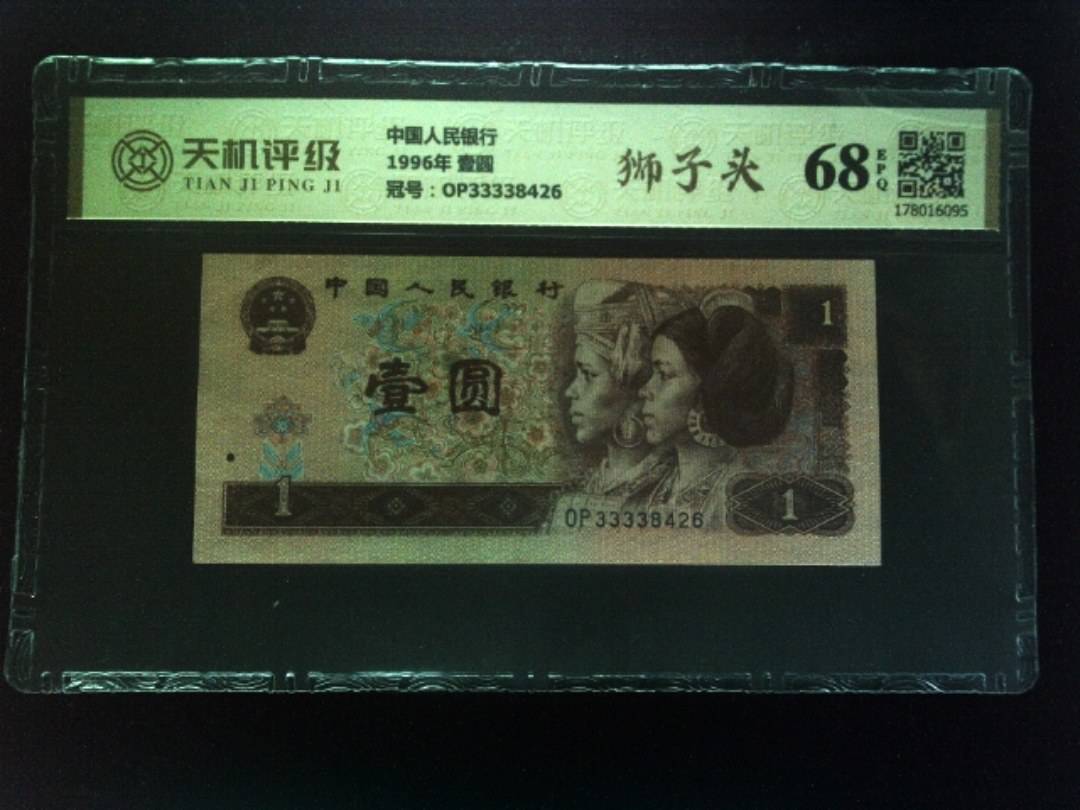 天机评级
TIAN JI PING JI
中国人民银行
1996年 壹圆
冠号：OP33338426
狮子头
68
EPQ
178016095
中国人民银行
1
壹圆
1
OP33338426
1